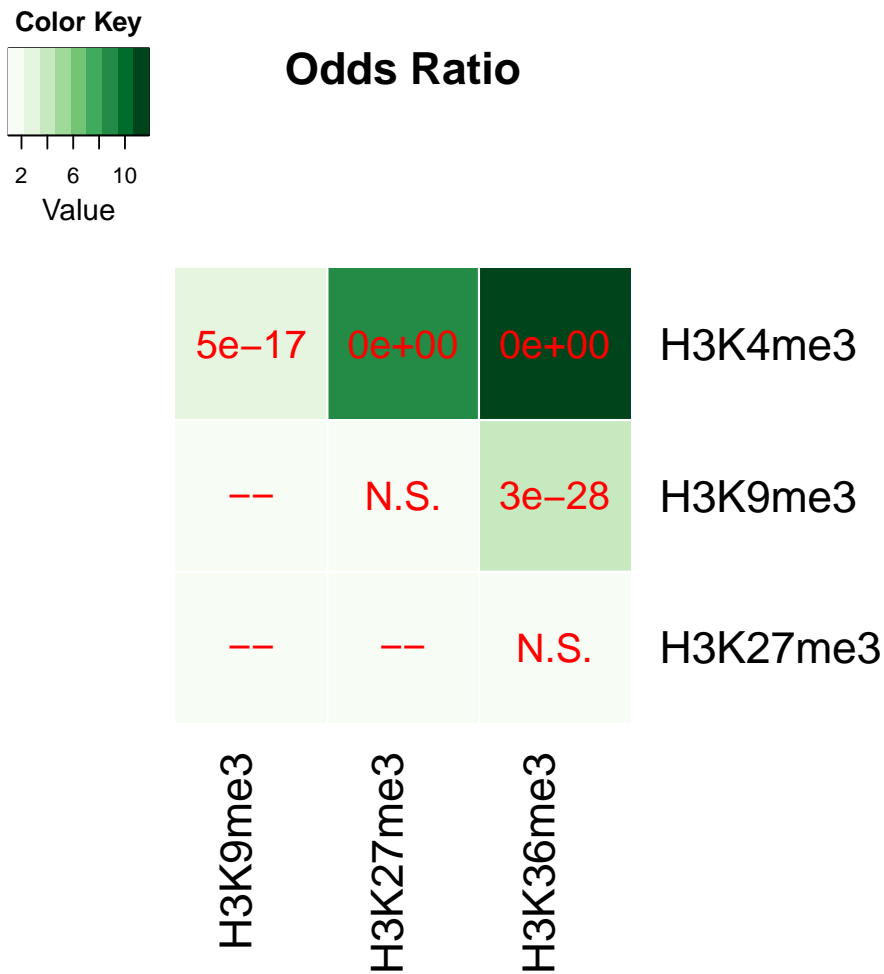 Color Key
Odds Ratio
2 6 10
Value
5e−17 0e+00 0e+00 H3K4me3
−− N.S. 3e−28 H3K9me3
−− −− N.S. H3K27me3
H3K9me3
H3K27me3
H3K36me3